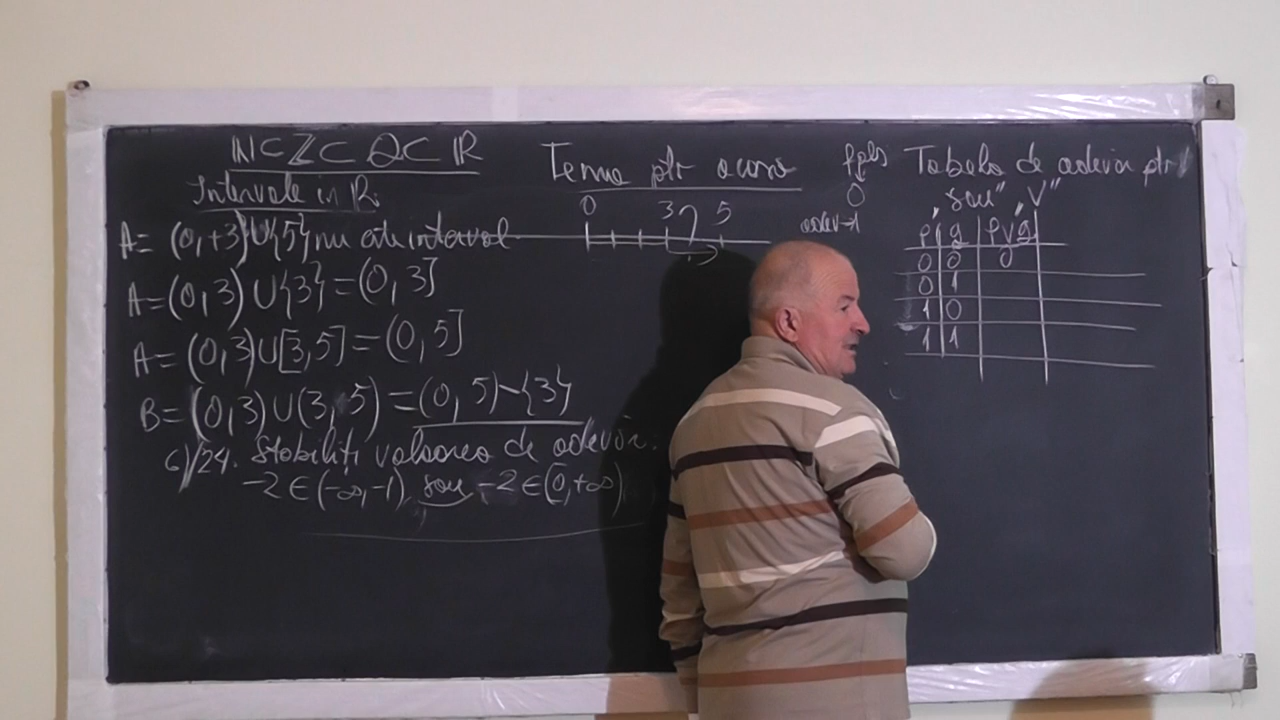 ℕ⊂ℤ⊂ℚ⊂ℝ
Intervale in R.
A= (0,+3)∪{5} nu este interval
A=(0,3)∪{3}=(0,3]
A=(0,3)∪[3,5]=(0,5]
B=(0,3)∪(3,5)=(0,5)\{3}
6)/24. Stabiliți valoarea de adevăr.
-2∈(-∞,-1) sau -2∈(0,+∞)
Tema ptr acasa
0 3 5
fals
0
adev→1
Tabela de adevăr ptr
„sau" „V"
p q p∨q
0 0 0
0 1
1 0
1 1